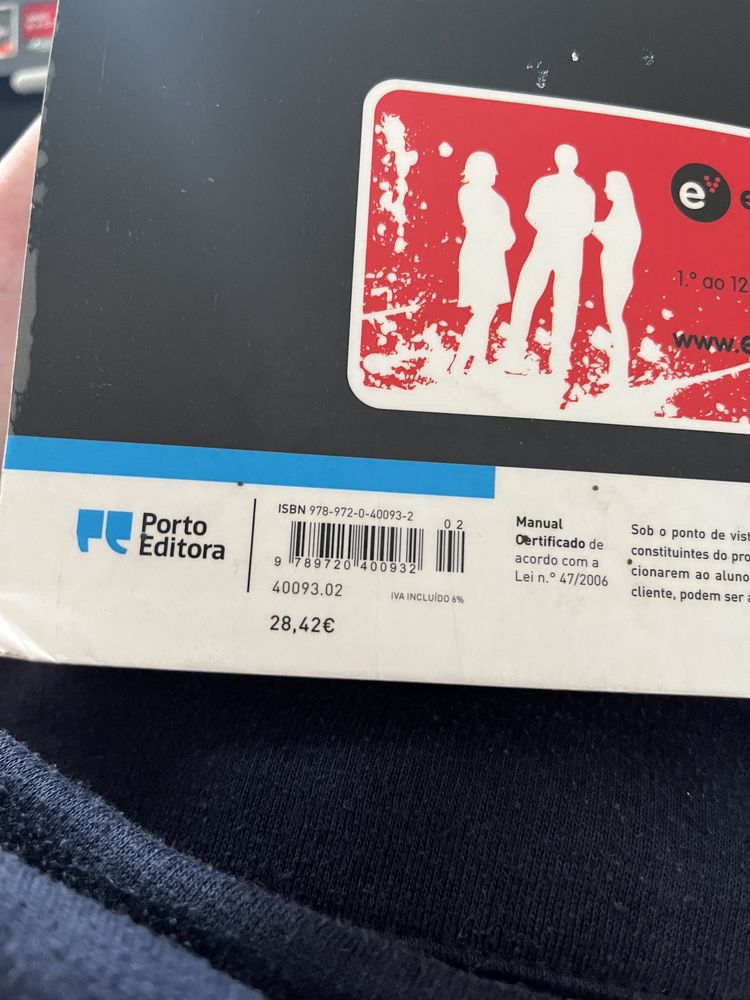 e
1.º ao 12
www.e
Porto
Editora
ISBN 978-972-0-40093-2
02
9 789720 400932
40093.02
IVA INCLUÍDO 6%
28,42€
Manual
Certificado de
acordo com a
Lei n.º 47/2006
Sob o ponto de vist
constituintes do pro
cionarem ao aluno
cliente, podem ser a